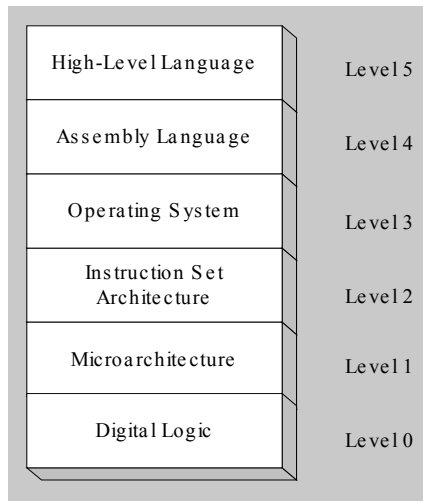 High-Level Language
Level 5
Assembly Language
Level 4
Operating System
Level 3
Instruction Set
Architecture
Level 2
Microarchitecture
Level 1
Digital Logic
Level 0